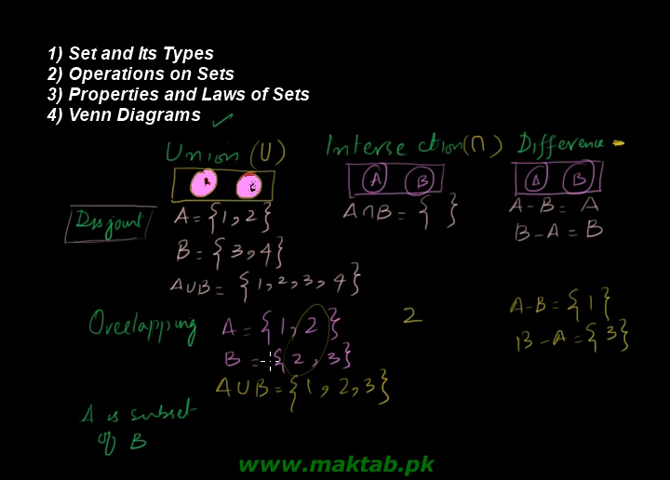 1) Set and Its Types
2) Operations on Sets
3) Properties and Laws of Sets
4) Venn Diagrams
Union (U) Intersection(∩) Difference -
A B A B A B
Disjoint A = {1, 2} A∩B = { } A-B = A
B = {3, 4} B-A = B
AUB = {1, 2, 3, 4}
Overlapping A = {1, 2} 2 A-B = {1}
B = {2, 3} B-A = {3}
AUB = {1, 2, 3}
A is subset
of B
www.maktab.pk